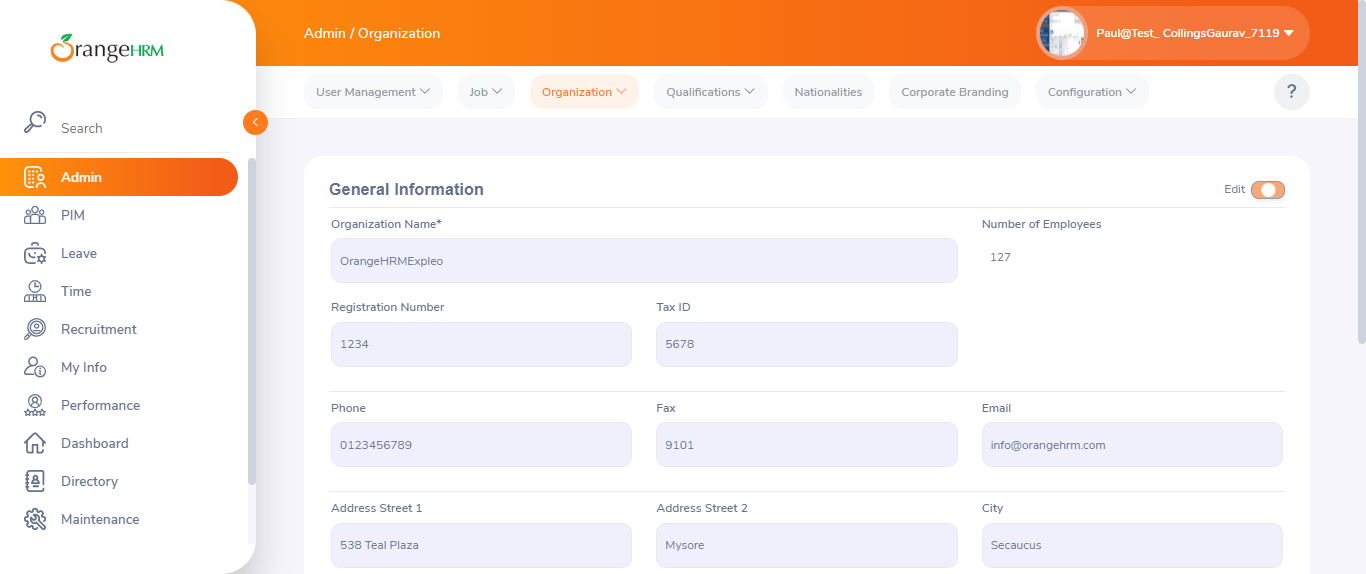 OrangeHRM
Admin / Organization
Paul@Test_ CollingsGaurav_7119
User Management
Job
Organization
Qualifications
Nationalities
Corporate Branding
Configuration
?
Search
Admin
PIM
Leave
Time
Recruitment
My Info
Performance
Dashboard
Directory
Maintenance
General Information
Edit
Organization Name*
Number of Employees
OrangeHRMExpleo
127
Registration Number
Tax ID
1234
5678
Phone
Fax
Email
0123456789
9101
info@orangehrm.com
Address Street 1
Address Street 2
City
538 Teal Plaza
Mysore
Secaucus